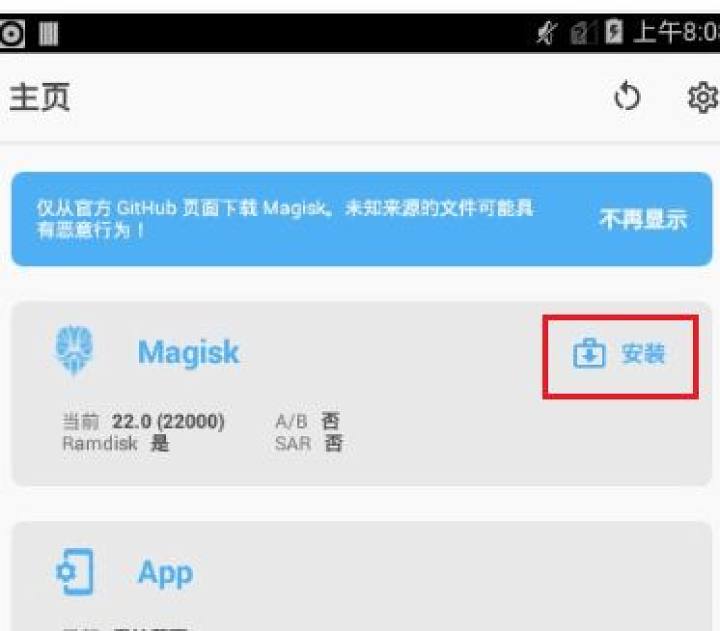 上午8:08
主页
仅从官方 GitHub 页面下载 Magisk。未知来源的文件可能具
有恶意行为！
不再显示
Magisk
安装
当前 22.0 (22000)
A/B 否
Ramdisk 是
SAR 否
App